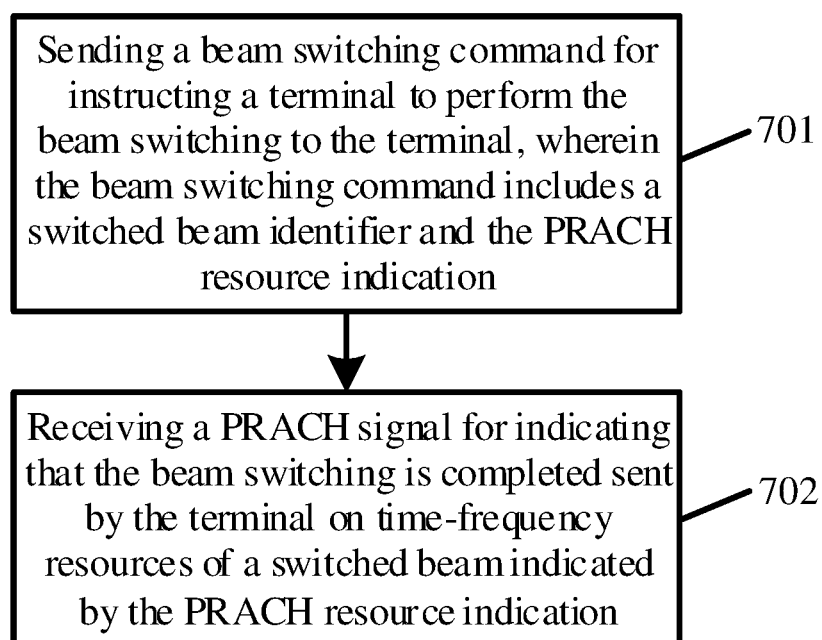 Sending a beam switching command for
instructing a terminal to perform the
beam switching to the terminal, wherein
the beam switching command includes a
switched beam identifier and the PRACH
resource indication
701
Receiving a PRACH signal for indicating
that the beam switching is completed sent
by the terminal on time-frequency
resources of a switched beam indicated
by the PRACH resource indication
702